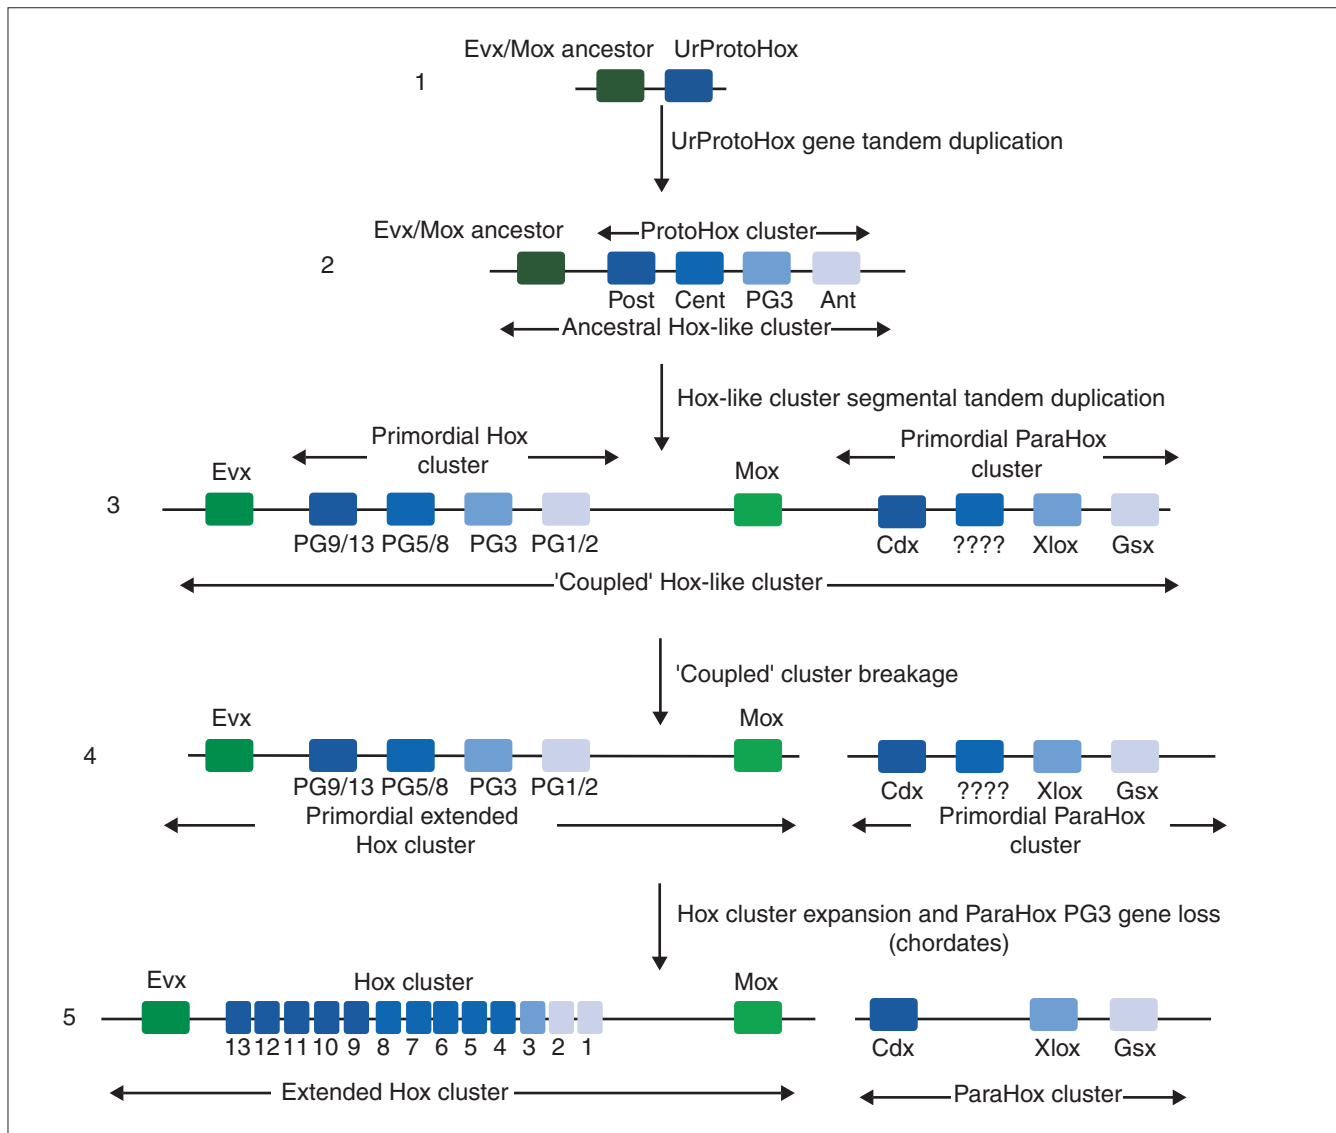 Evx/Mox ancestor UrProtoHox
1
UrProtoHox gene tandem duplication
Evx/Mox ancestor ProtoHox cluster
2
Post Cent PG3 Ant
Ancestral Hox-like cluster
Hox-like cluster segmental tandem duplication
Primordial Hox
cluster
Primordial ParaHox
cluster
Evx Mox
3
PG9/13 PG5/8 PG3 PG1/2 Cdx ???? Xlox Gsx
'Coupled' Hox-like cluster
'Coupled' cluster breakage
Evx Mox
4
PG9/13 PG5/8 PG3 PG1/2 Cdx ???? Xlox Gsx
Primordial extended
Hox cluster
Primordial ParaHox
cluster
Hox cluster expansion and ParaHox PG3 gene loss
(chordates)
Evx Hox cluster Mox
5
13 12 11 10 9 8 7 6 5 4 3 2 1 Cdx Xlox Gsx
Extended Hox cluster ParaHox cluster